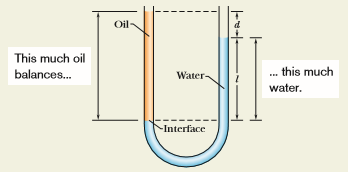 Oil
d
This much oil
balances...
Water
l
... this much
water.
Interface